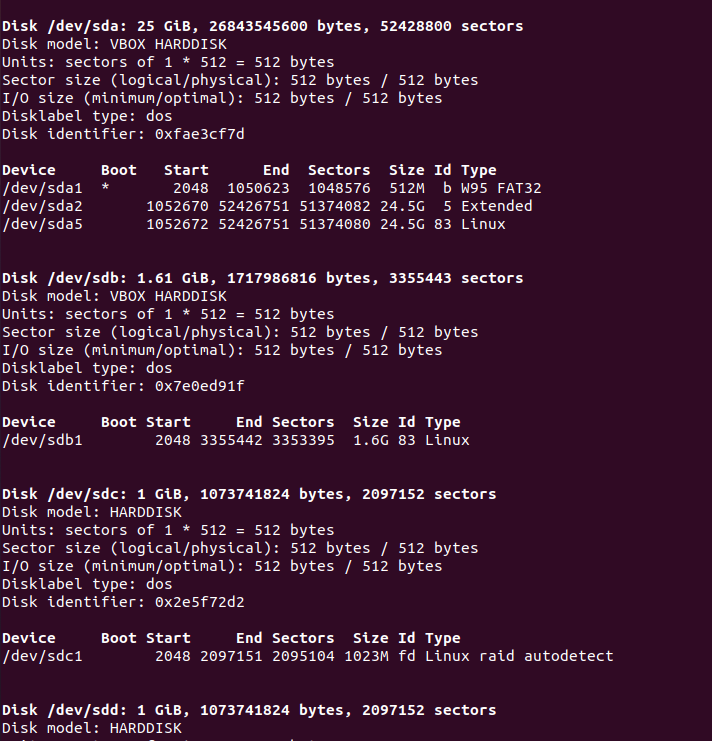 Disk /dev/sda: 25 GiB, 26843545600 bytes, 52428800 sectors
Disk model: VBOX HARDDISK
Units: sectors of 1 * 512 = 512 bytes
Sector size (logical/physical): 512 bytes / 512 bytes
I/O size (minimum/optimal): 512 bytes / 512 bytes
Disklabel type: dos
Disk identifier: 0xfae3cf7d
Device     Boot   Start      End  Sectors  Size Id Type
/dev/sda1  *       2048  1050623  1048576  512M  b W95 FAT32
/dev/sda2       1052670 52426751 51374082 24.5G  5 Extended
/dev/sda5       1052672 52426751 51374080 24.5G 83 Linux
Disk /dev/sdb: 1.61 GiB, 1717986816 bytes, 3355443 sectors
Disk model: VBOX HARDDISK
Units: sectors of 1 * 512 = 512 bytes
Sector size (logical/physical): 512 bytes / 512 bytes
I/O size (minimum/optimal): 512 bytes / 512 bytes
Disklabel type: dos
Disk identifier: 0x7e0ed91f
Device     Boot Start     End Sectors  Size Id Type
/dev/sdb1        2048 3355442 3353395  1.6G 83 Linux
Disk /dev/sdc: 1 GiB, 1073741824 bytes, 2097152 sectors
Disk model: HARDDISK
Units: sectors of 1 * 512 = 512 bytes
Sector size (logical/physical): 512 bytes / 512 bytes
I/O size (minimum/optimal): 512 bytes / 512 bytes
Disklabel type: dos
Disk identifier: 0x2e5f72d2
Device     Boot Start     End Sectors  Size Id Type
/dev/sdc1        2048 2097151 2095104 1023M fd Linux raid autodetect
Disk /dev/sdd: 1 GiB, 1073741824 bytes, 2097152 sectors
Disk model: HARDDISK